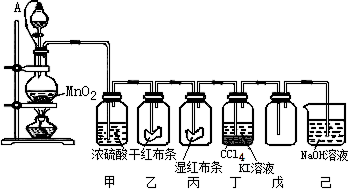 A
MnO₂
浓硫酸
干红布条
湿红布条
CCl₄
KI溶液
NaOH溶液
甲 乙 丙 丁 戊 己